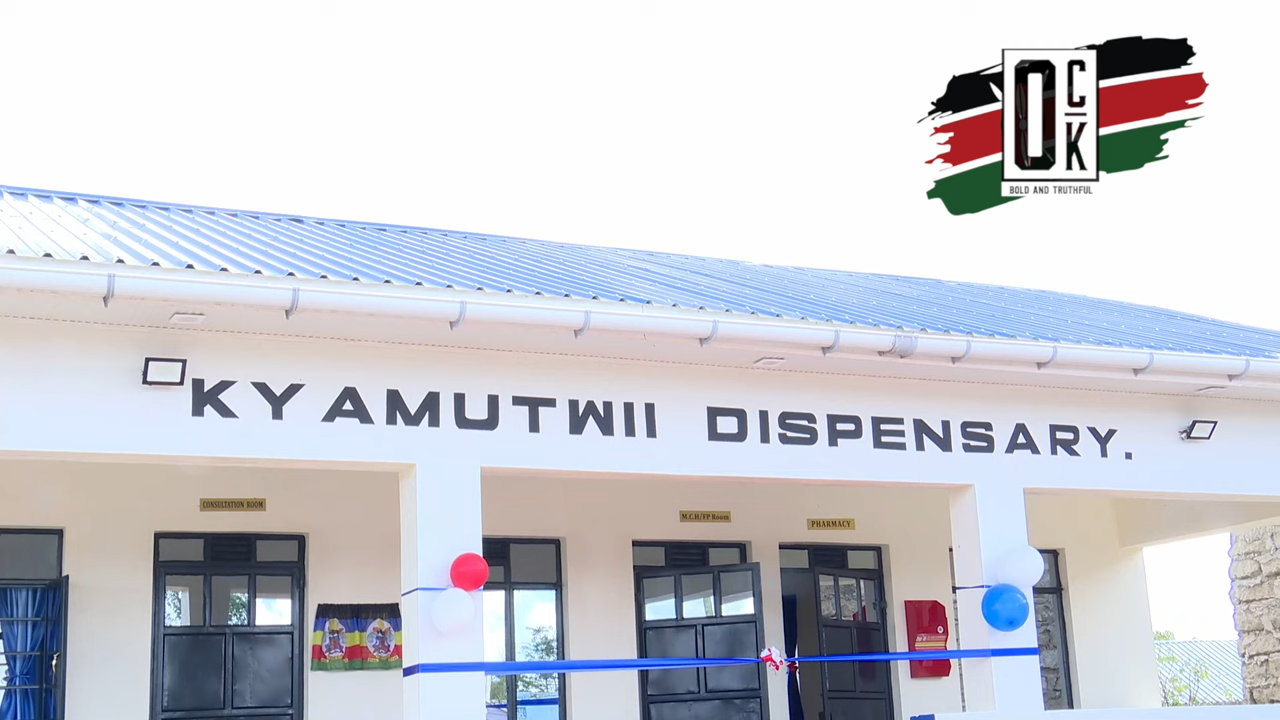 OCK
BOLD AND TRUTHFUL
KYAMUTWII DISPENSARY.
CONSULTATION ROOM
M.C.H/FP Room
PHARMACY